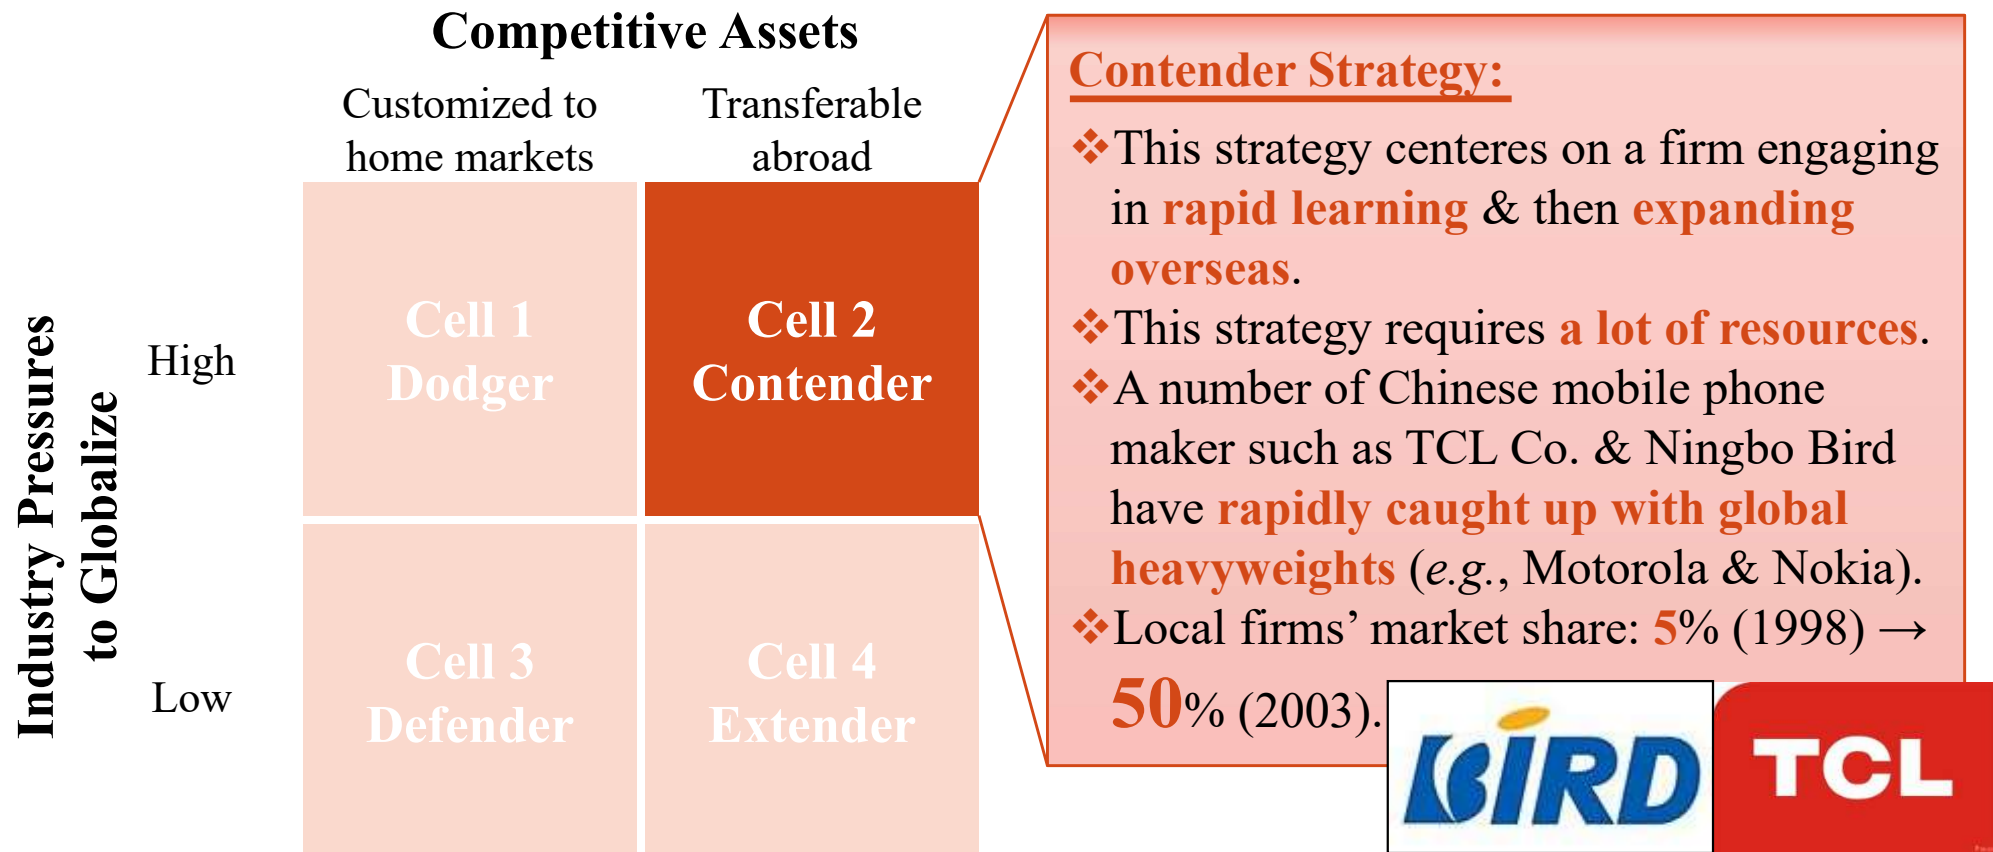 Competitive Assets
Customized to
home markets
Transferable
abroad
Industry Pressures
to Globalize
High
Low
Cell 1
Dodger
Cell 2
Contender
Cell 3
Defender
Cell 4
Extender
Contender Strategy:
❖This strategy centeres on a firm engaging
in rapid learning & then expanding
overseas.
❖This strategy requires a lot of resources.
❖A number of Chinese mobile phone
maker such as TCL Co. & Ningbo Bird
have rapidly caught up with global
heavyweights (e.g., Motorola & Nokia).
❖Local firms’ market share: 5% (1998) →
50% (2003).
BiRD
TCL